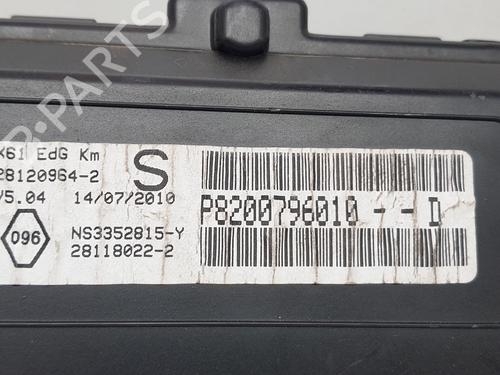 X61 EdG Km
28120964-2
V5.04 14/07/2010
S
096
NS3352815-Y
28118022-2
P8200796010 - - D
B-PARTS